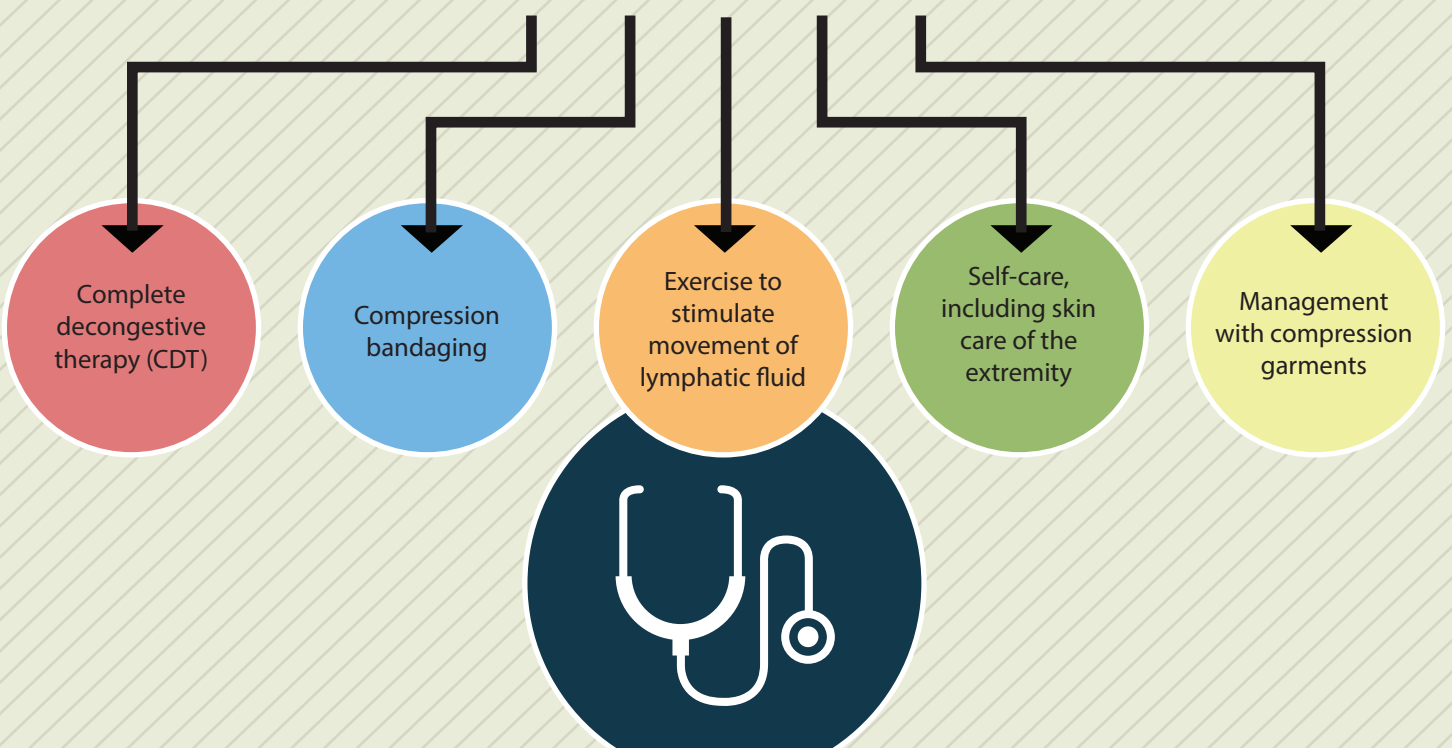 Complete
decongestive
therapy (CDT)
Compression
bandaging
Exercise to
stimulate
movement of
lymphatic fluid
Self-care,
including skin
care of the
extremity
Management
with compression
garments